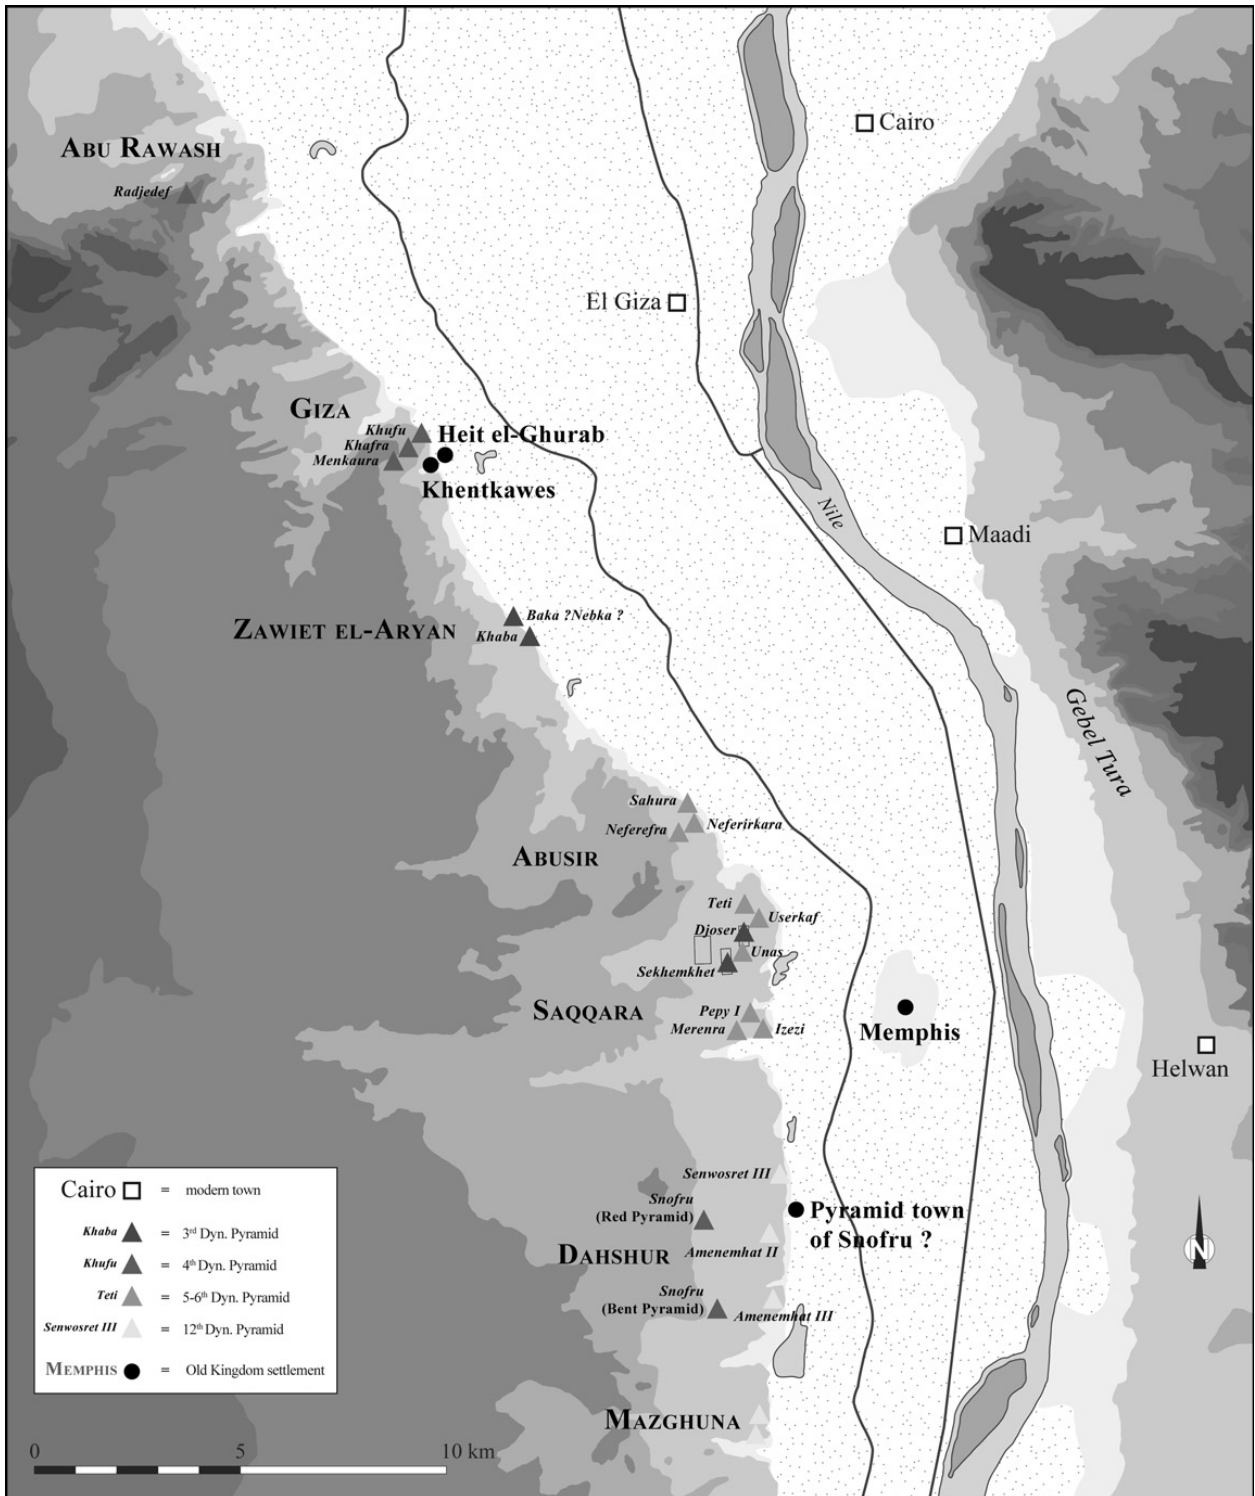 Cairo
ABU RAWASH
Radjedef
El Giza
GIZA
Khufu
Khafra
Menkaura
Heit el-Ghurab
Khentkawes
Nile
Maadi
Baka ?Nebka ?
ZAWIET EL-ARYAN
Khaba
Gebel Tura
Sahura
Neferirkara
Neferefra
ABUSIR
Teti
Userkaf
Djoser
Unas
Sekhemkhet
SAQQARA
Pepy I
Merenra
Izezi
Memphis
Helwan
Senwosret III
Snofru
(Red Pyramid)
Pyramid town
of Snofru ?
DAHSHUR
Amenemhat II
Snofru
(Bent Pyramid)
Amenemhat III
MAZGHUNA
N
Cairo = modern town
Khaba = 3rd Dyn. Pyramid
Khufu = 4th Dyn. Pyramid
Teti = 5-6th Dyn. Pyramid
Senwosret III = 12th Dyn. Pyramid
MEMPHIS = Old Kingdom settlement
0 5 10 km